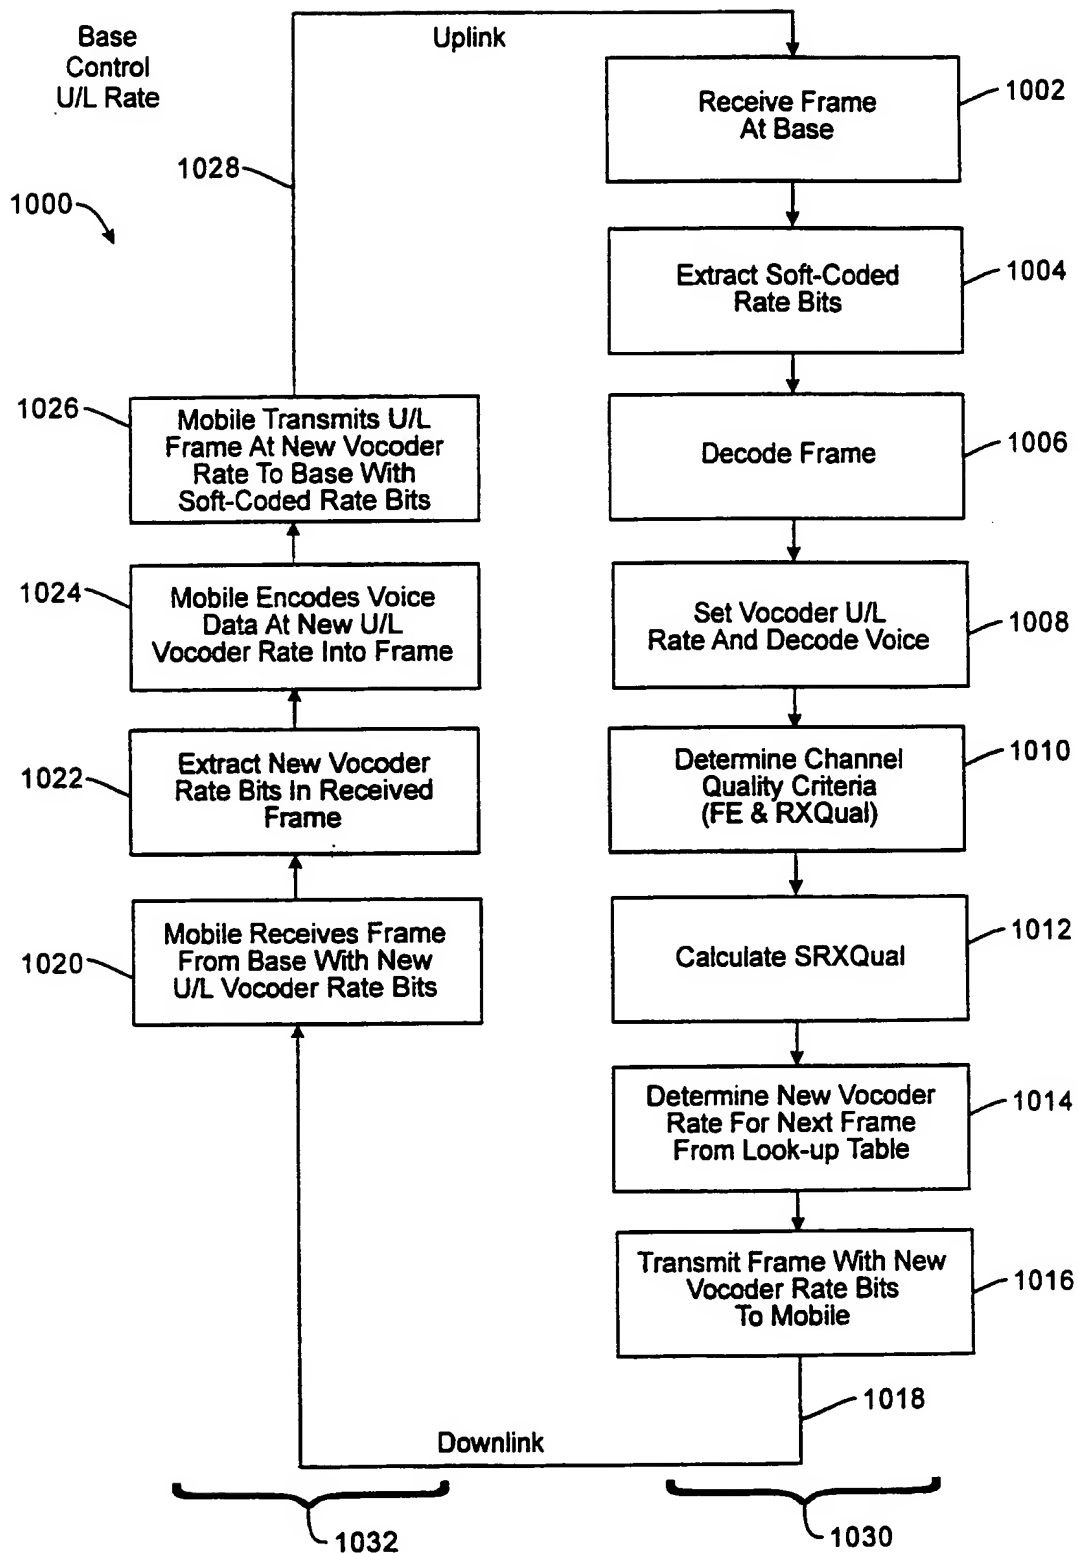 Base
Control
U/L Rate
1000
Uplink
1028
Receive Frame
At Base
1002
Extract Soft-Coded
Rate Bits
1004
Decode Frame
1006
Set Vocoder U/L
Rate And Decode Voice
1008
Determine Channel
Quality Criteria
(FE & RXQual)
1010
Calculate SRXQual
1012
Determine New Vocoder
Rate For Next Frame
From Look-up Table
1014
Transmit Frame With New
Vocoder Rate Bits
To Mobile
1016
1018
Downlink
1026
Mobile Transmits U/L
Frame At New Vocoder
Rate To Base With
Soft-Coded Rate Bits
1024
Mobile Encodes Voice
Data At New U/L
Vocoder Rate Into Frame
1022
Extract New Vocoder
Rate Bits In Received
Frame
1020
Mobile Receives Frame
From Base With New
U/L Vocoder Rate Bits
1032
1030